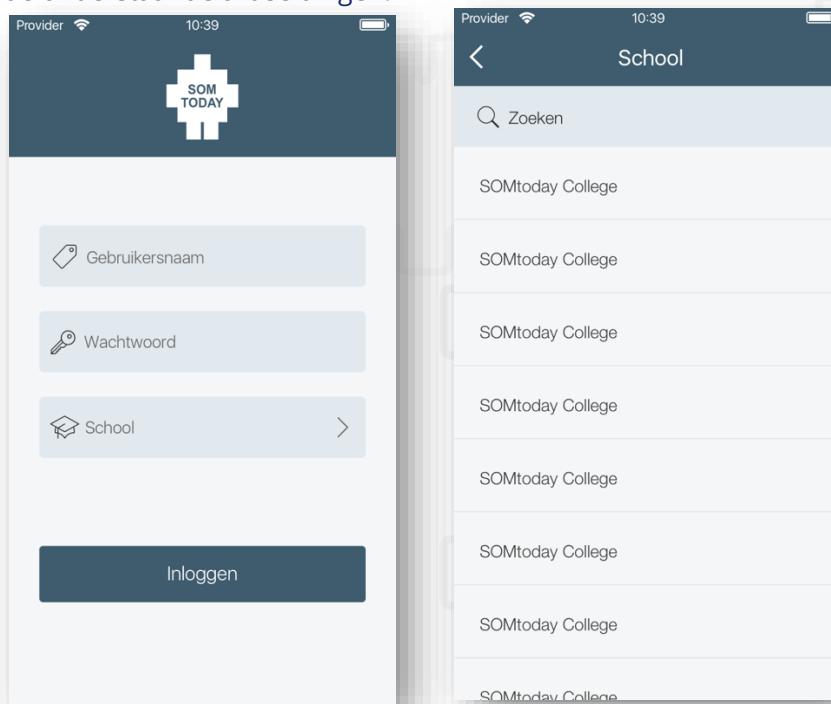 Provider 10:39
SOM
TODAY
Gebruikersnaam
Wachtwoord
School
Inloggen
Provider 10:39
School
Zoeken
SOMtoday College
SOMtoday College
SOMtoday College
SOMtoday College
SOMtoday College
SOMtoday College
SOMtoday College
SOMtoday College